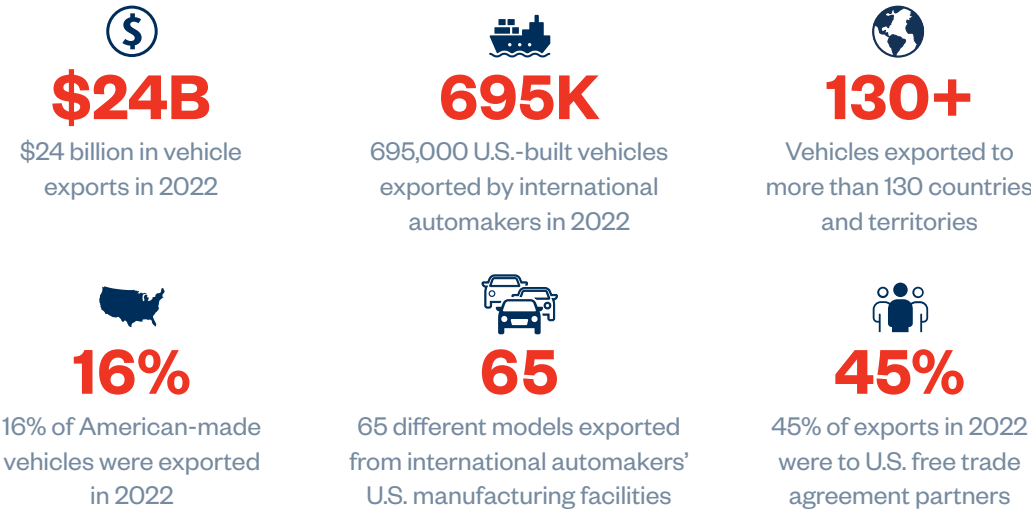 $24B
$24 billion in vehicle
exports in 2022
695K
695,000 U.S.-built vehicles
exported by international
automakers in 2022
130+
Vehicles exported to
more than 130 countries
and territories
16%
16% of American-made
vehicles were exported
in 2022
65
65 different models exported
from international automakers’
U.S. manufacturing facilities
45%
45% of exports in 2022
were to U.S. free trade
agreement partners